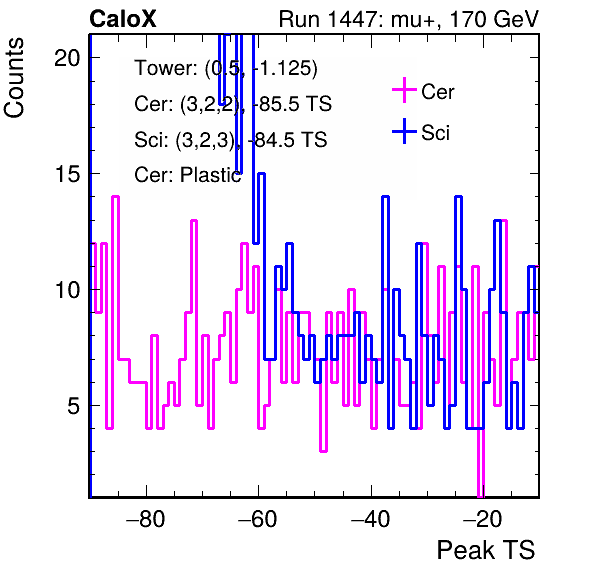 CaloX Run 1447: mu+, 170 GeV
Counts
20
15
10
5
Tower: (0.5, -1.125)
Cer: (3,2,2), -85.5 TS
Sci: (3,2,3), -84.5 TS
Cer: Plastic
Cer
Sci
−80 −60 −40 −20
Peak TS